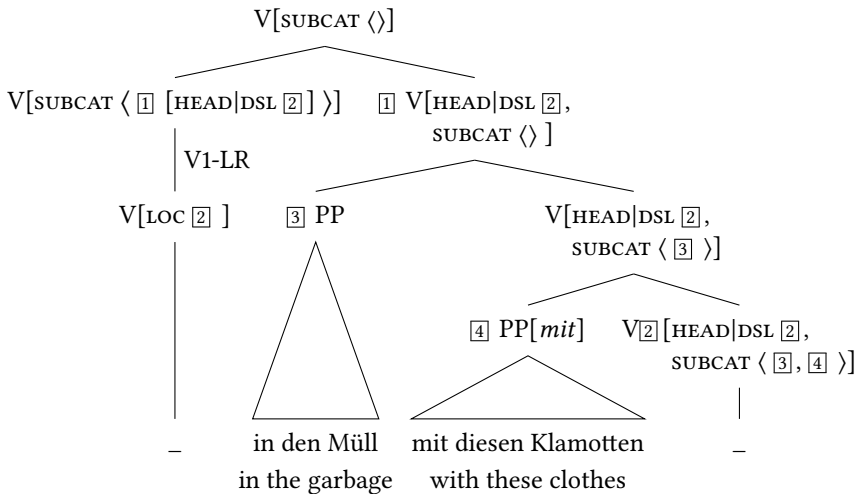 V[SUBCAT ⟨⟩]
V[SUBCAT ⟨ 1 [HEAD|DSL 2] ⟩] 1 V[HEAD|DSL 2,
SUBCAT ⟨⟩ ]
V1-LR
V[LOC 2 ] 3 PP V[HEAD|DSL 2,
SUBCAT ⟨ 3 ⟩]
4 PP[mit] V2[HEAD|DSL 2,
SUBCAT ⟨ 3, 4 ⟩]
_ in den Müll mit diesen Klamotten _
in the garbage with these clothes